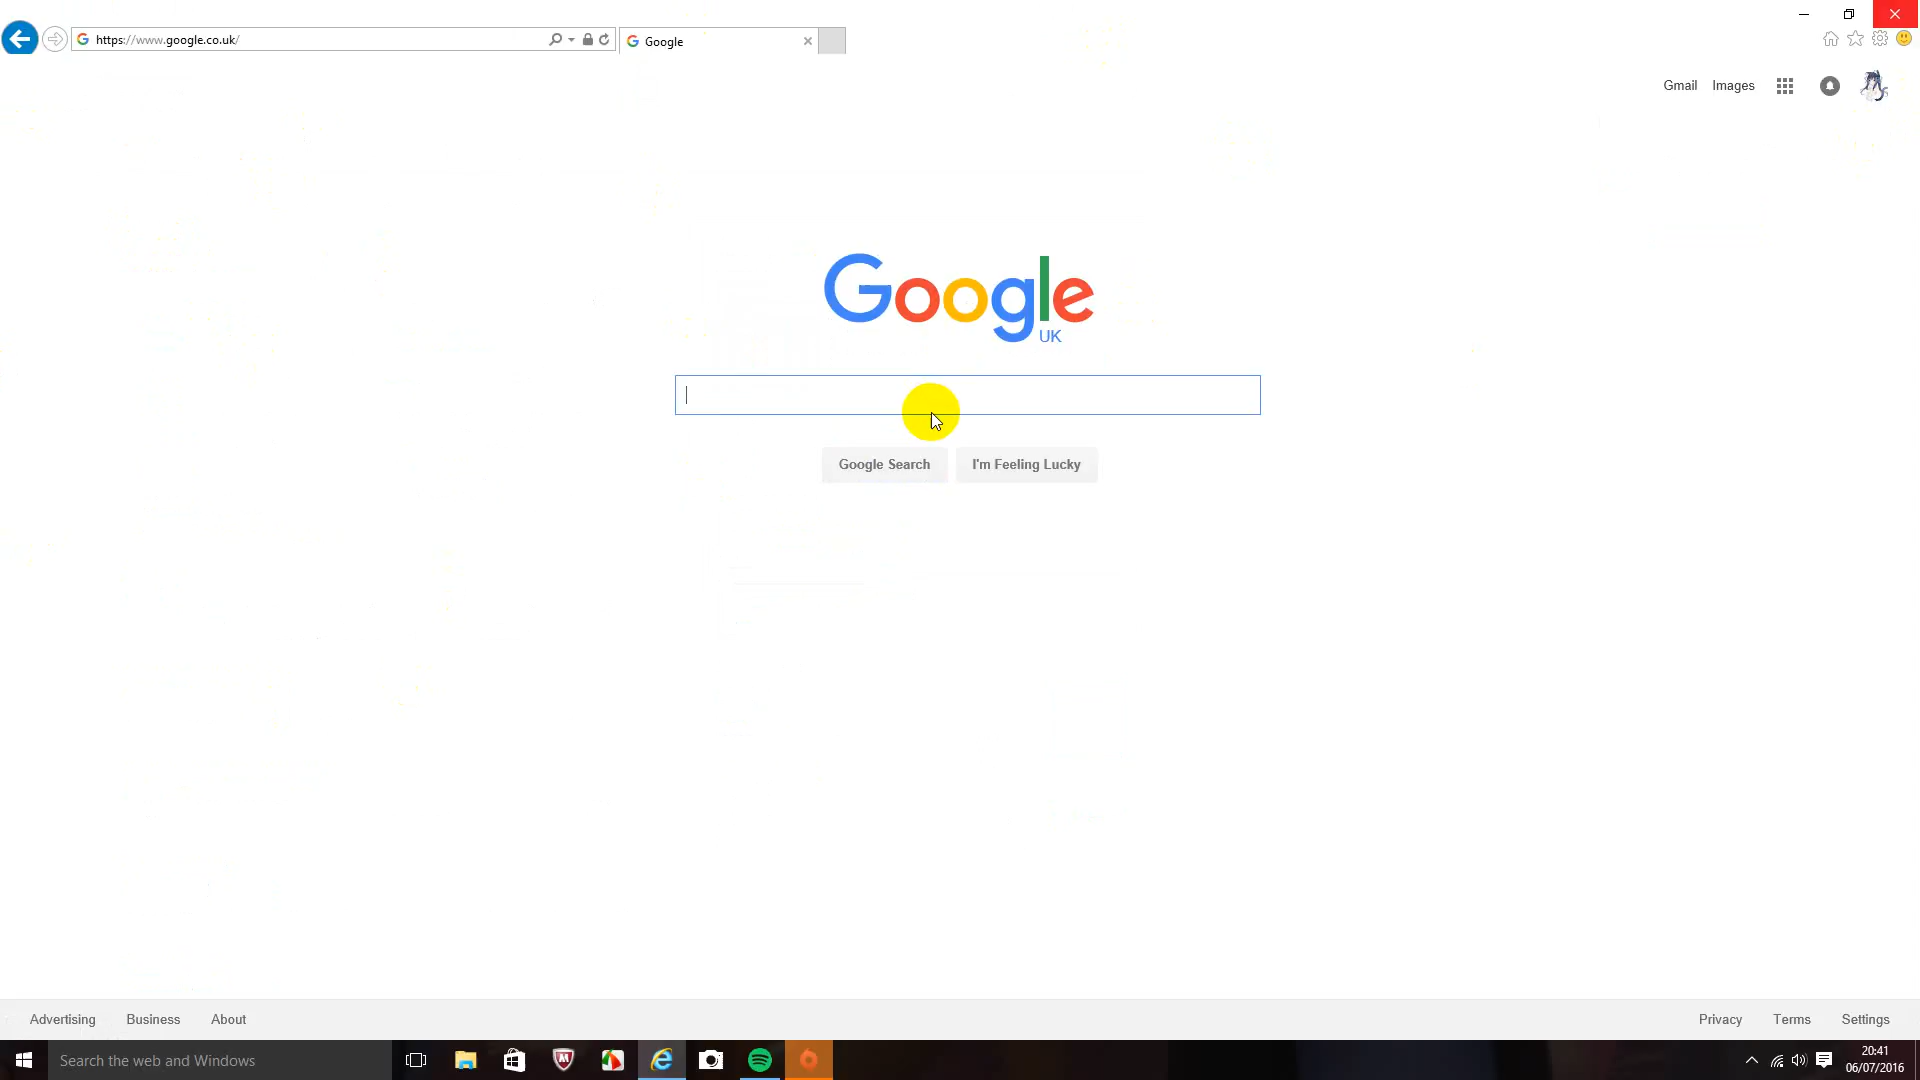 https://www.google.co.uk/
Google
Gmail Images
Google
UK
Google Search I'm Feeling Lucky
Advertising Business About
Privacy Terms Settings
Search the web and Windows
20:41
06/07/2016